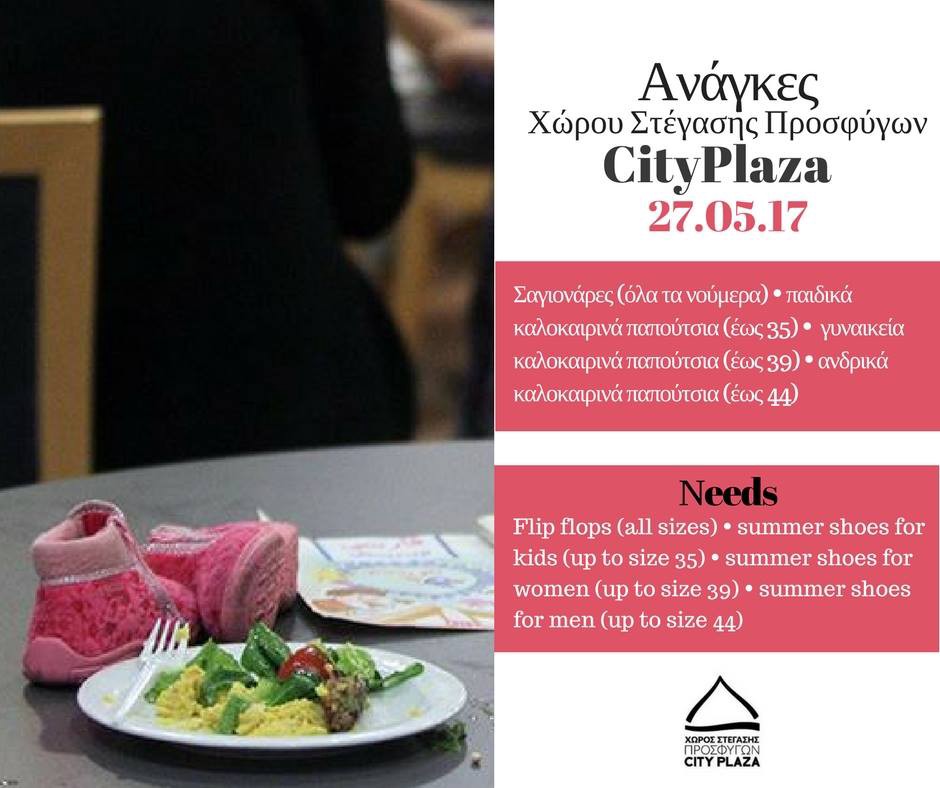 Ανάγκες
Χώρου Στέγασης Προσφύγων
CityPlaza
27.05.17
Σαγιονάρες (όλα τα νούμερα) • παιδικά
καλοκαιρινά παπούτσια (έως 35) • γυναικεία
καλοκαιρινά παπούτσια (έως 39) • ανδρικά
καλοκαιρινά παπούτσια (έως 44)
Needs
Flip flops (all sizes) • summer shoes for
kids (up to size 35) • summer shoes for
women (up to size 39) • summer shoes
for men (up to size 44)
ΧΩΡΟΣ ΣΤΕΓΑΣΗΣ
ΠΡΟΣΦΥΓΩΝ
CITY PLAZA